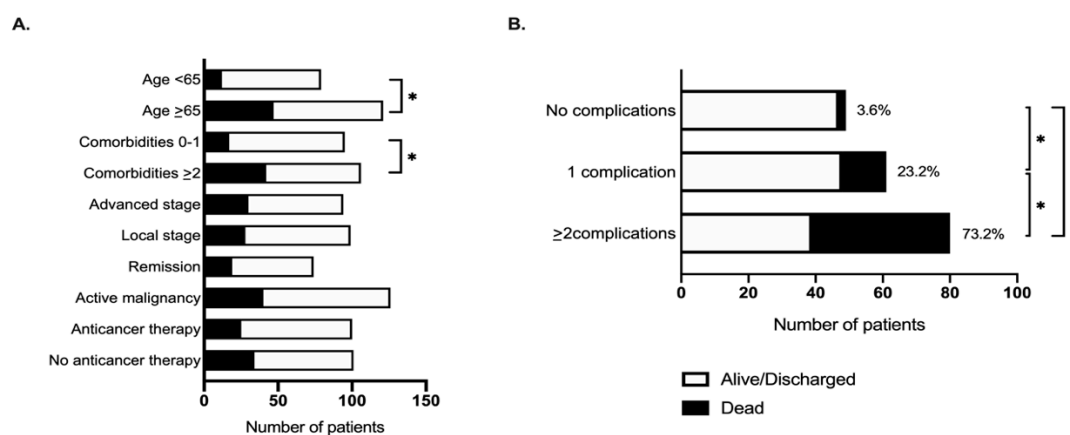 A.
Age <65
Age ≥65
*
Comorbidities 0-1
Comorbidities ≥2
*
Advanced stage
Local stage
Remission
Active malignancy
Anticancer therapy
No anticancer therapy
0 50 100 150
Number of patients
B.
No complications 3.6%
1 complication 23.2%
≥2complications 73.2%
*
*
0 20 40 60 80 100
Number of patients
Alive/Discharged
Dead